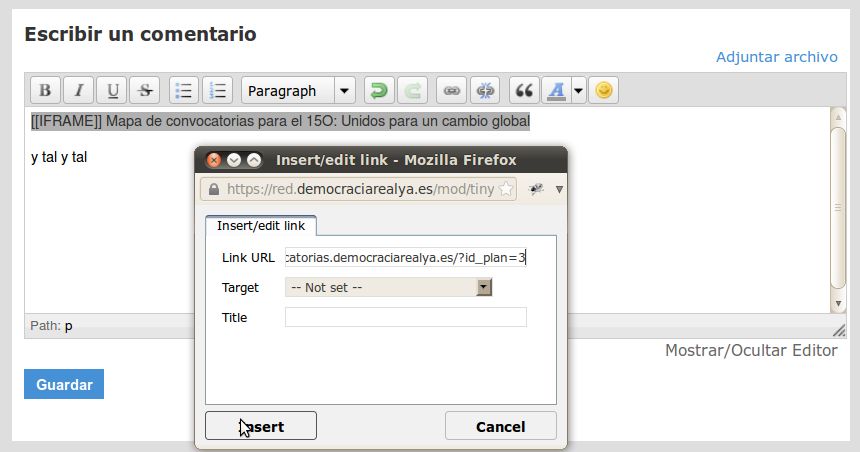 Escribir un comentario
Adjuntar archivo
B I U S Paragraph A
[[IFRAME]] Mapa de convocatorias para el 15O: Unidos para un cambio global
y tal y tal
Insert/edit link - Mozilla Firefox
https://red.democraciarealya.es/mod/tiny
Insert/edit link
Link URL catorias.democraciarealya.es/?id_plan=3
Target -- Not set --
Title
Insert Cancel
Path: p
Mostrar/Ocultar Editor
Guardar